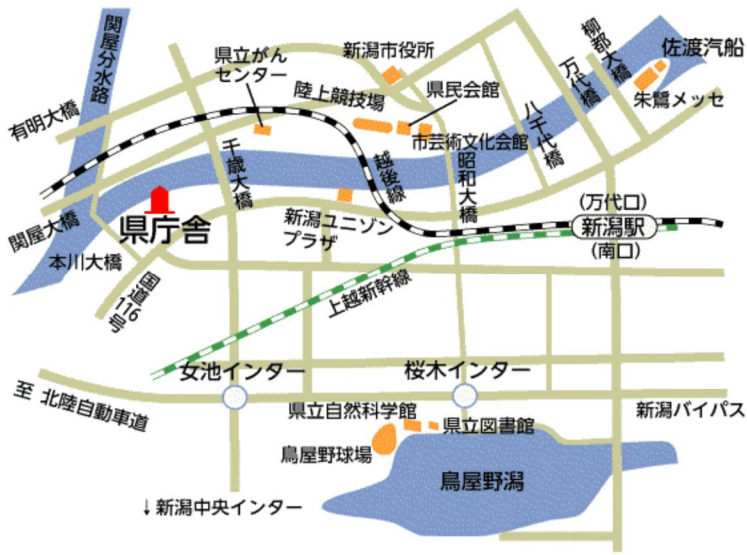 関屋分水路
有明大橋
県立がん
センター
新潟市役所
陸上競技場
県民会館
市芸術文化会館
八千代橋
万代橋
柳都大橋
佐渡汽船
朱鷺メッセ
千歳大橋
越後線
昭和大橋
関屋大橋
県庁舎
本川大橋
国道116号
新潟ユニゾン
プラザ
(万代口)
新潟駅
(南口)
上越新幹線
女池インター
桜木インター
至 北陸自動車道
県立自然科学館
県立図書館
新潟バイパス
鳥屋野球場
鳥屋野潟
↓新潟中央インター